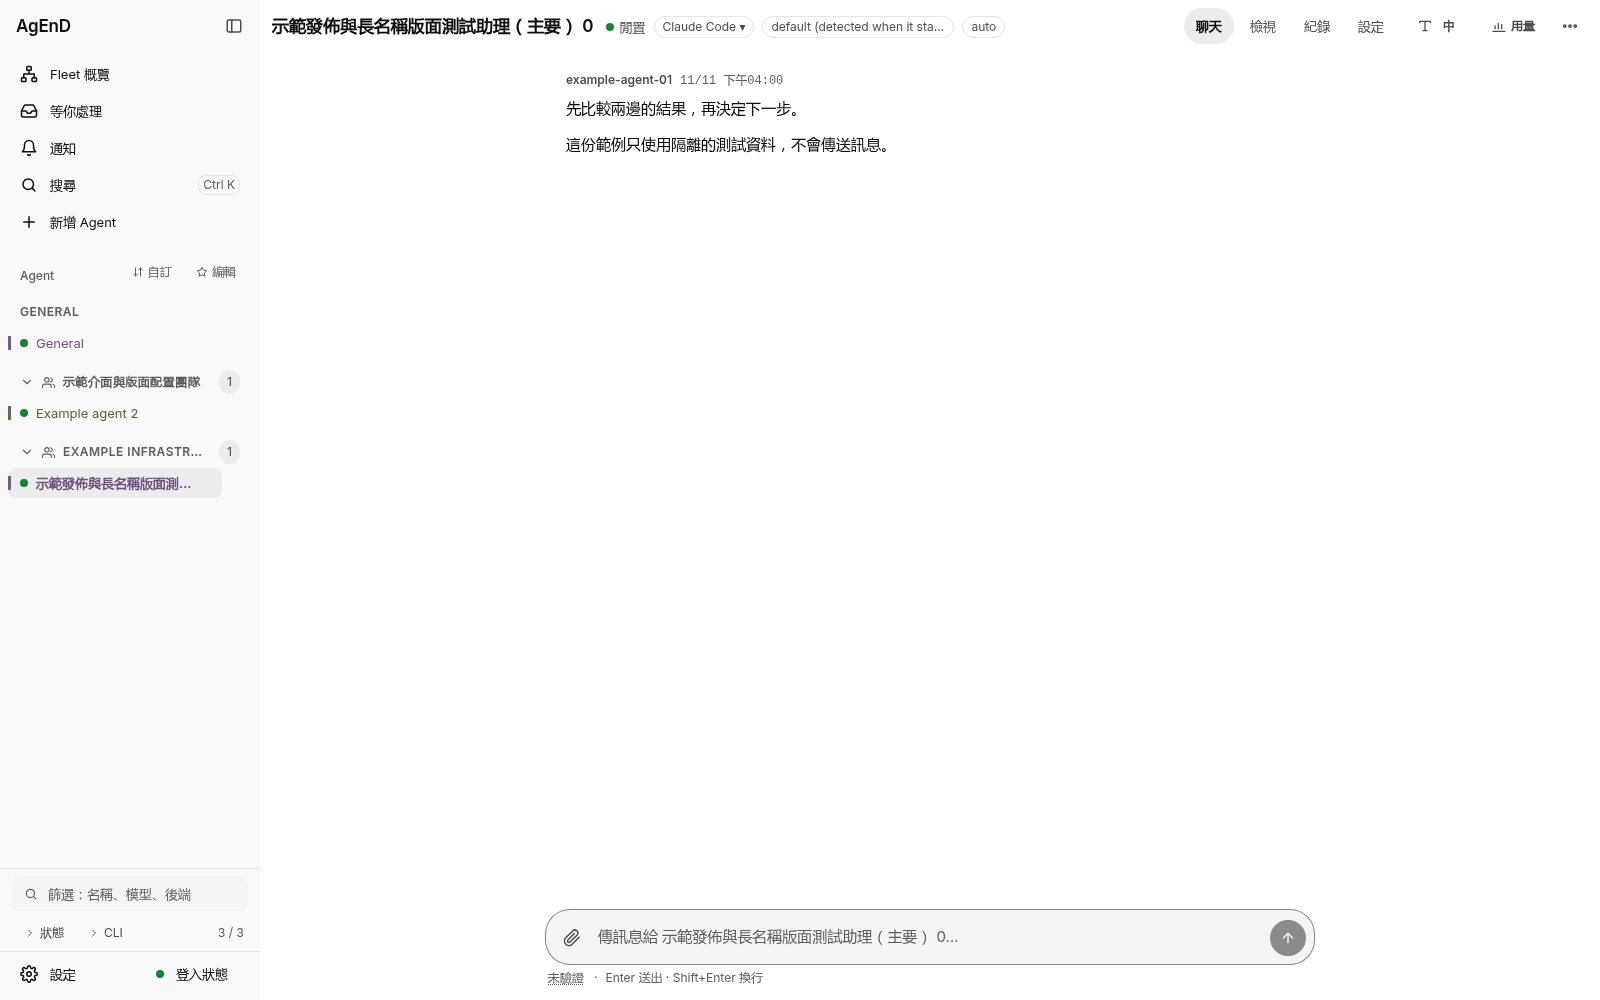 AgEnD
Fleet 概覽
等你處理
通知
搜尋 Ctrl K
新增 Agent
Agent 自訂 編輯
GENERAL
General
示範介面與版面配置團隊 1
Example agent 2
EXAMPLE INFRASTR... 1
示範發佈與長名稱版面測...
篩選：名稱、模型、後端
狀態 CLI 3 / 3
設定 登入狀態
示範發佈與長名稱版面測試助理（主要）0 閒置 Claude Code ▾ default (detected when it sta... auto 聊天 檢視 紀錄 設定 T 中 用量 •••
example-agent-01 11/11 下午04:00
先比較兩邊的結果，再決定下一步。
這份範例只使用隔離的測試資料，不會傳送訊息。
傳訊息給 示範發佈與長名稱版面測試助理（主要）0...
未驗證 · Enter 送出 · Shift+Enter 換行